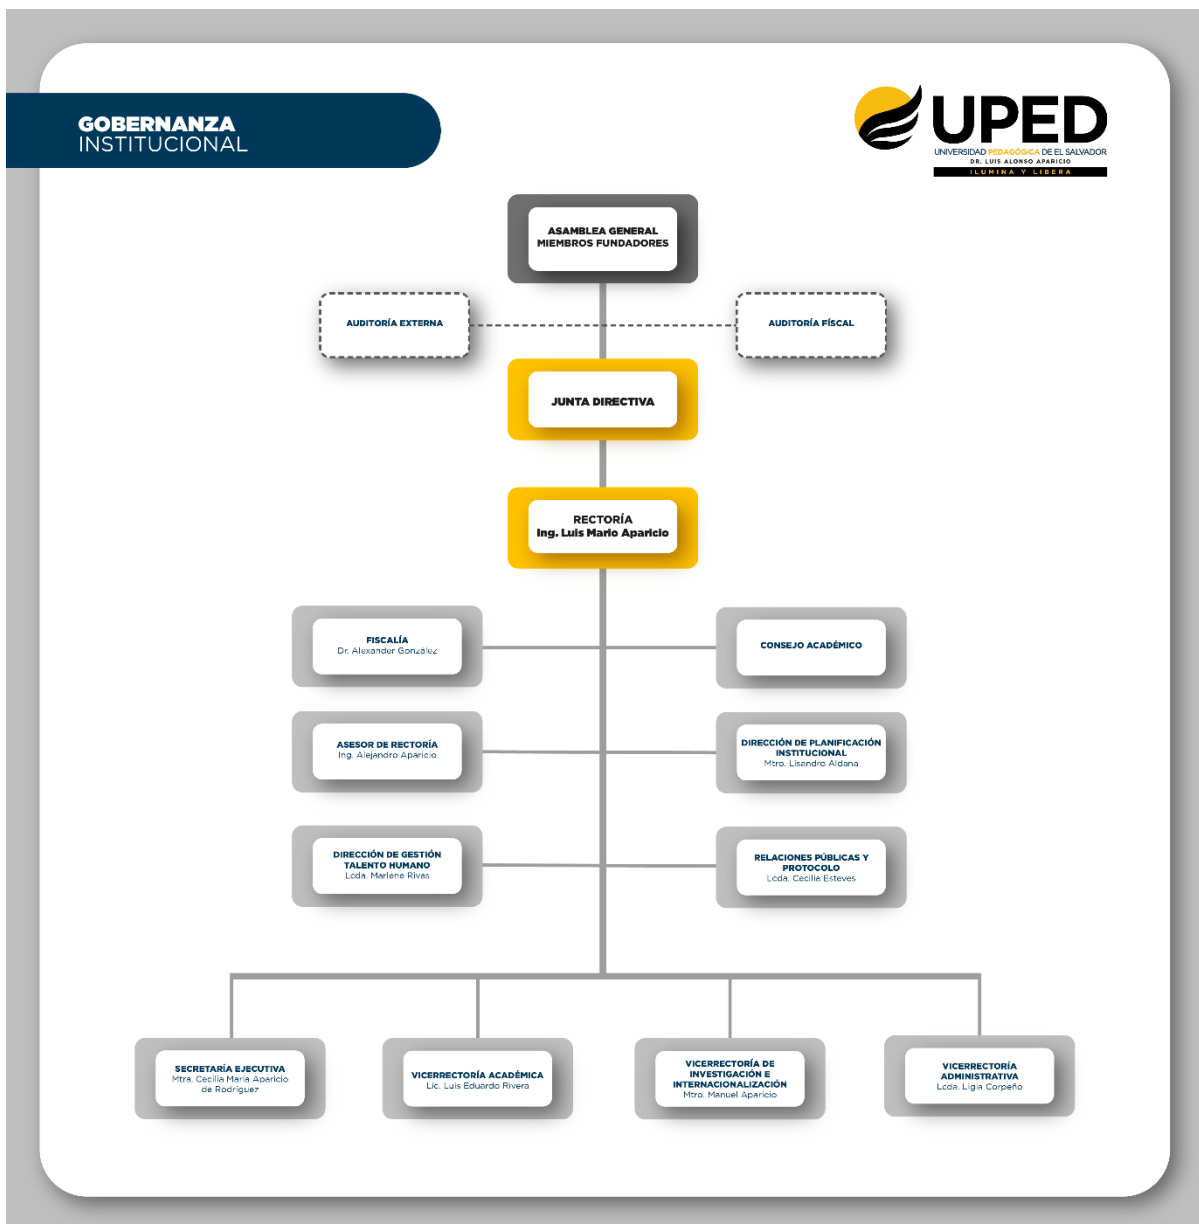 GOBERNANZA
INSTITUCIONAL
UPED
UNIVERSIDAD PEDAGÓGICA DE EL SALVADOR
DR. LUIS ALONSO APARICIO
ILUMINA Y LIBERA
ASAMBLEA GENERAL
MIEMBROS FUNDADORES
AUDITORÍA EXTERNA
AUDITORÍA FÍSCAL
JUNTA DIRECTIVA
RECTORÍA
Ing. Luis Mario Aparicio
FISCALÍA
Dr. Alexander González
CONSEJO ACADÉMICO
ASESOR DE RECTORÍA
Ing. Alejandro Aparicio
DIRECCIÓN DE PLANIFICACIÓN
INSTITUCIONAL
Mtro. Lisandro Aldana
DIRECCIÓN DE GESTIÓN
TALENTO HUMANO
Lcda. Marlene Rivas
RELACIONES PÚBLICAS Y
PROTOCOLO
Lcda. Cecilia Esteves
SECRETARÍA EJECUTIVA
Mtra. Cecilia María Aparicio
de Rodríguez
VICERRECTORÍA ACADÉMICA
Lic. Luis Eduardo Rivera
VICERRECTORÍA DE
INVESTIGACIÓN E
INTERNACIONALIZACIÓN
Mtro. Manuel Aparicio
VICERRECTORÍA
ADMINISTRATIVA
Lcda. Ligia Corpeño